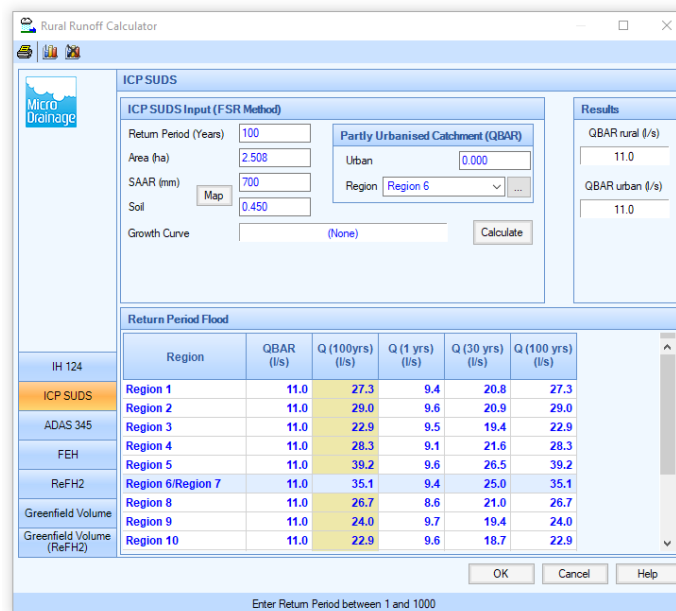 Rural Runoff Calculator
Micro
Drainage
ICP SUDS
ICP SUDS Input (FSR Method)
Return Period (Years) 100
Area (ha) 2.508
SAAR (mm) 700
Map
Soil 0.450
Growth Curve (None)
Partly Urbanised Catchment (QBAR)
Urban 0.000
Region Region 6 ...
Calculate
Results
QBAR rural (l/s)
11.0
QBAR urban (l/s)
11.0
IH 124
ICP SUDS
ADAS 345
FEH
ReFH2
Greenfield Volume
Greenfield Volume
(ReFH2)
Return Period Flood
Region QBAR (l/s) Q (100yrs) (l/s) Q (1 yrs) (l/s) Q (30 yrs) (l/s) Q (100 yrs) (l/s)
Region 1 11.0 27.3 9.4 20.8 27.3
Region 2 11.0 29.0 9.6 20.9 29.0
Region 3 11.0 22.9 9.5 19.4 22.9
Region 4 11.0 28.3 9.1 21.6 28.3
Region 5 11.0 39.2 9.6 26.5 39.2
Region 6/Region 7 11.0 35.1 9.4 25.0 35.1
Region 8 11.0 26.7 8.6 21.0 26.7
Region 9 11.0 24.0 9.7 19.4 24.0
Region 10 11.0 22.9 9.6 18.7 22.9
OK Cancel Help
Enter Return Period between 1 and 1000